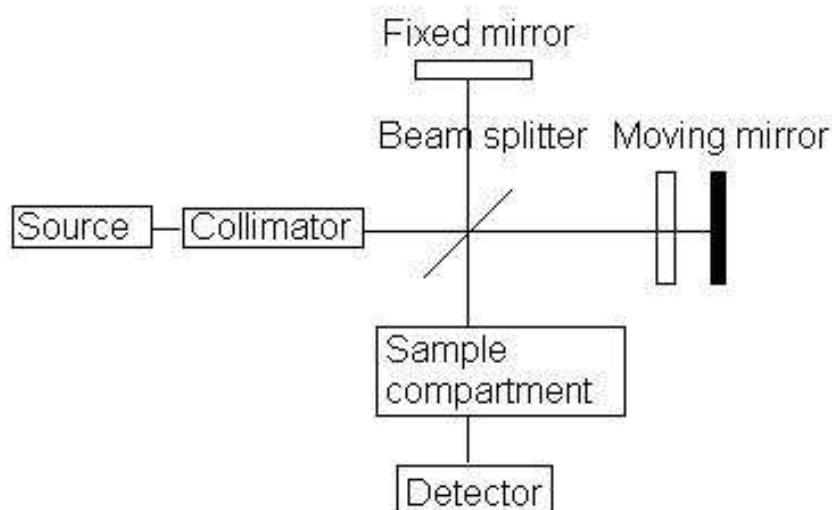 Fixed mirror
Beam splitter
Moving mirror
Source
Collimator
Sample
compartment
Detector